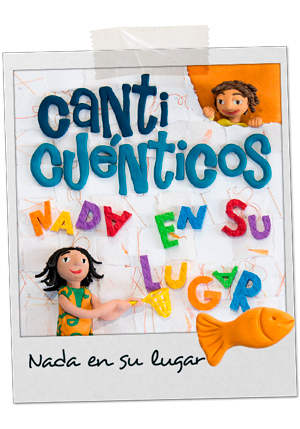 CANTI
CUÉNTICOS
NADA EN SU
LUGAR
Nada en su lugar